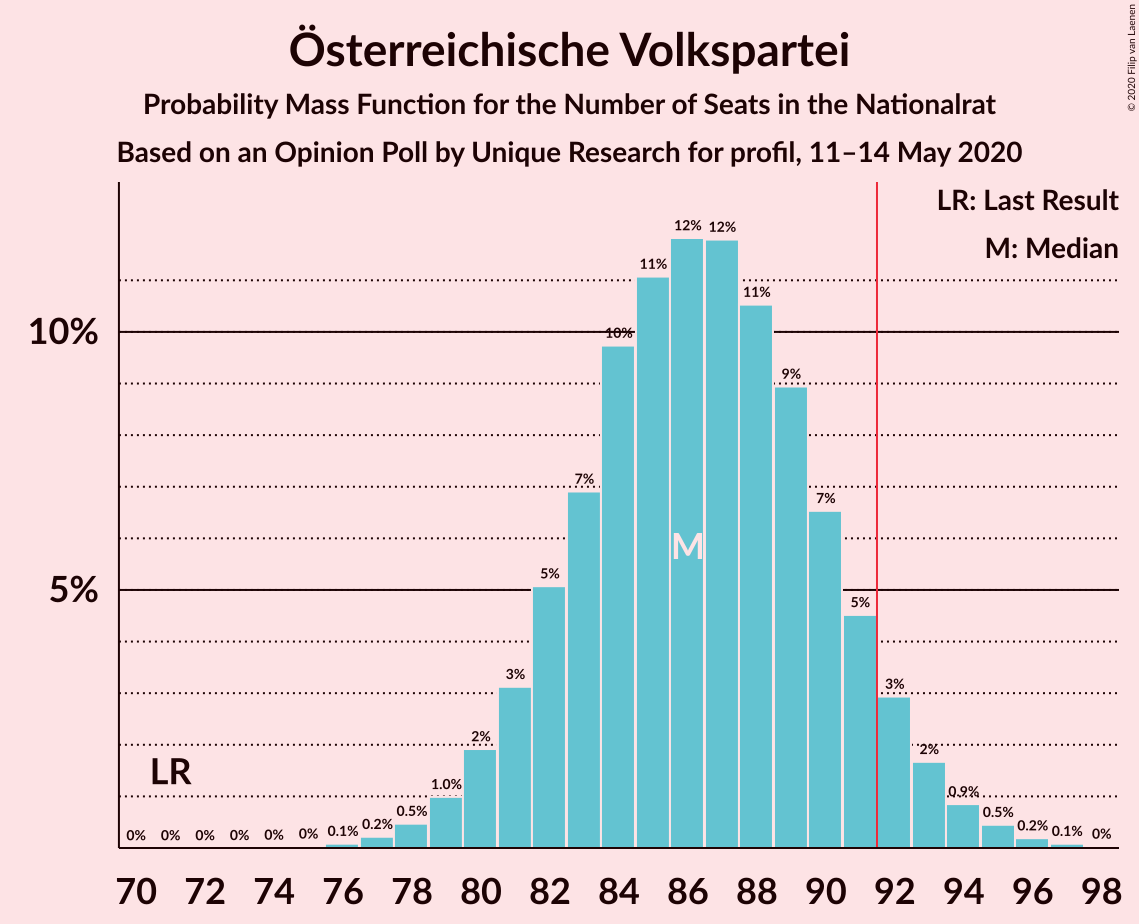 Österreichische Volkspartei
Probability Mass Function for the Number of Seats in the Nationalrat
Based on an Opinion Poll by Unique Research for profil, 11–14 May 2020
© 2020 Filip van Laenen
LR: Last Result
M: Median
10%
5%
0% 0% 0% 0% 0% 0% 0.1% 0.2% 0.5% 1.0% 2% 3% 5% 7% 10% 11% 12% 12% 11% 9% 7% 5% 3% 2% 0.9% 0.5% 0.2% 0.1% 0%
M
LR
70 72 74 76 78 80 82 84 86 88 90 92 94 96 98